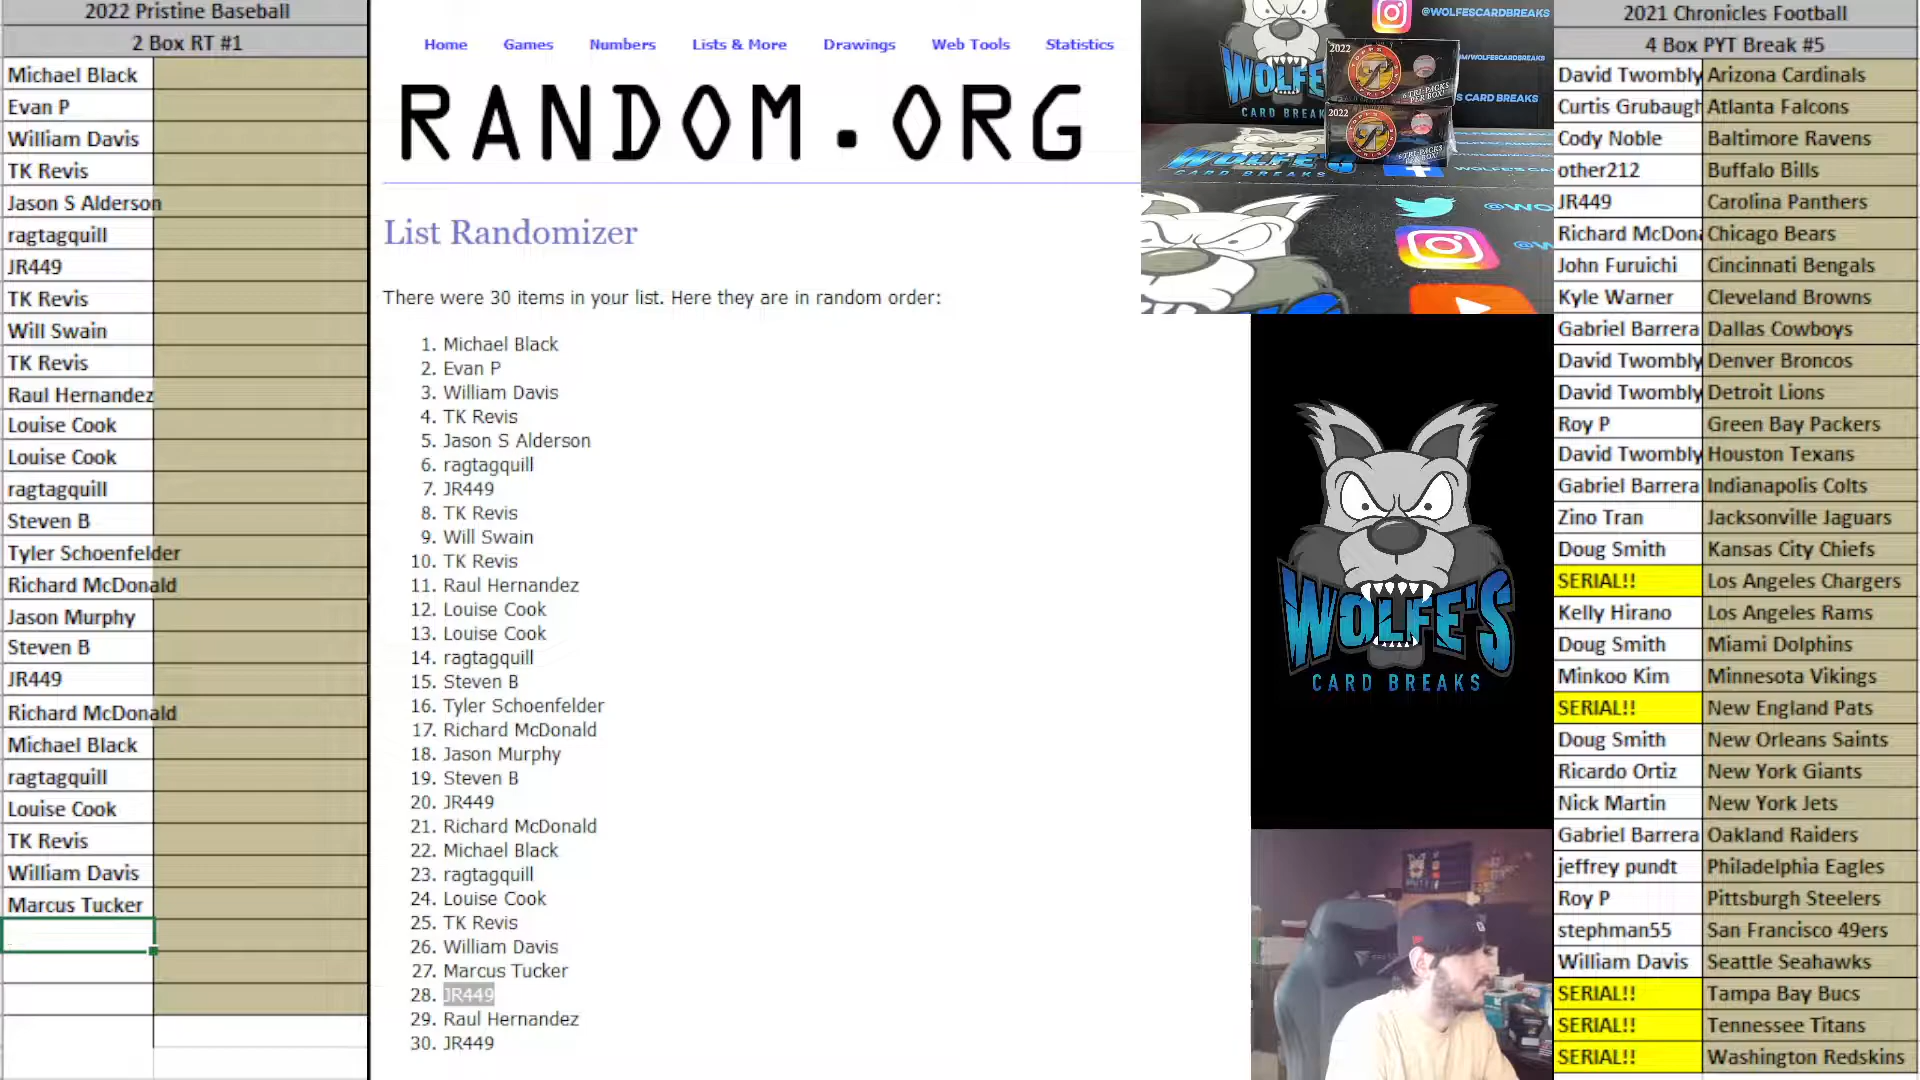 2022 Pristine Baseball
2 Box RT #1
Michael Black
Evan P
William Davis
TK Revis
Jason S Alderson
ragtagquill
JR449
TK Revis
Will Swain
TK Revis
Raul Hernandez
Louise Cook
Louise Cook
ragtagquill
Steven B
Tyler Schoenfelder
Richard McDonald
Jason Murphy
Steven B
JR449
Richard McDonald
Michael Black
ragtagquill
Louise Cook
TK Revis
William Davis
Marcus Tucker
Home Games Numbers Lists & More Drawings Web Tools Statistics
RANDOM.ORG
List Randomizer
There were 30 items in your list. Here they are in random order:
1. Michael Black
2. Evan P
3. William Davis
4. TK Revis
5. Jason S Alderson
6. ragtagquill
7. JR449
8. TK Revis
9. Will Swain
10. TK Revis
11. Raul Hernandez
12. Louise Cook
13. Louise Cook
14. ragtagquill
15. Steven B
16. Tyler Schoenfelder
17. Richard McDonald
18. Jason Murphy
19. Steven B
20. JR449
21. Richard McDonald
22. Michael Black
23. ragtagquill
24. Louise Cook
25. TK Revis
26. William Davis
27. Marcus Tucker
28. JR449
29. Raul Hernandez
30. JR449
@WOLFESCARDBREAKS
WOLFE
CARD BREAK
2022
2022
WOLFE'S
CARD BREAKS
2021 Chronicles Football
4 Box PYT Break #5
David Twombly Arizona Cardinals
Curtis Grubaugh Atlanta Falcons
Cody Noble Baltimore Ravens
other212 Buffalo Bills
JR449 Carolina Panthers
Richard McDona Chicago Bears
John Furuichi Cincinnati Bengals
Kyle Warner Cleveland Browns
Gabriel Barrera Dallas Cowboys
David Twombly Denver Broncos
David Twombly Detroit Lions
Roy P Green Bay Packers
David Twombly Houston Texans
Gabriel Barrera Indianapolis Colts
Zino Tran Jacksonville Jaguars
Doug Smith Kansas City Chiefs
SERIAL!! Los Angeles Chargers
Kelly Hirano Los Angeles Rams
Doug Smith Miami Dolphins
Minkoo Kim Minnesota Vikings
SERIAL!! New England Pats
Doug Smith New Orleans Saints
Ricardo Ortiz New York Giants
Nick Martin New York Jets
Gabriel Barrera Oakland Raiders
jeffrey pundt Philadelphia Eagles
Roy P Pittsburgh Steelers
stephman55 San Francisco 49ers
William Davis Seattle Seahawks
SERIAL!! Tampa Bay Bucs
SERIAL!! Tennessee Titans
SERIAL!! Washington Redskins